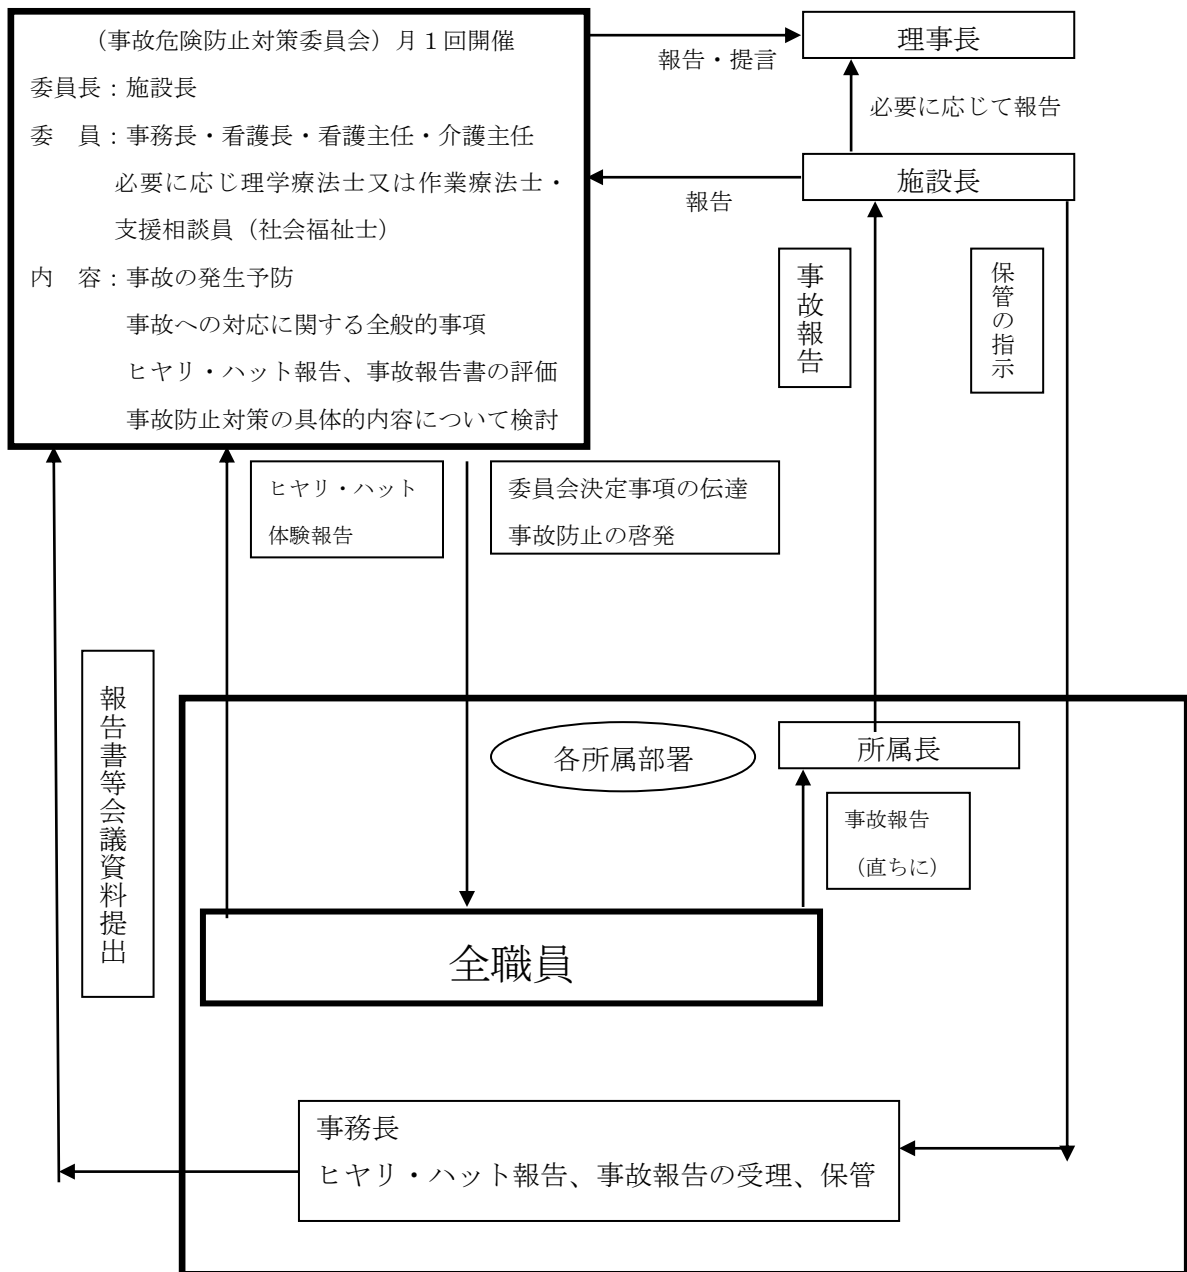 （事故危険防止対策委員会）月１回開催
委員長：施設長
委　員：事務長・看護長・看護主任・介護主任
必要に応じ理学療法士又は作業療法士・
支援相談員（社会福祉士）
内　容：事故の発生予防
事故への対応に関する全般的事項
ヒヤリ・ハット報告、事故報告書の評価
事故防止対策の具体的内容について検討
報告・提言
理事長
必要に応じて報告
施設長
報告
事故報告
保管の指示
ヒヤリ・ハット
体験報告
委員会決定事項の伝達
事故防止の啓発
報告書等会議資料提出
各所属部署
所属長
事故報告
（直ちに）
全職員
事務長
ヒヤリ・ハット報告、事故報告の受理、保管